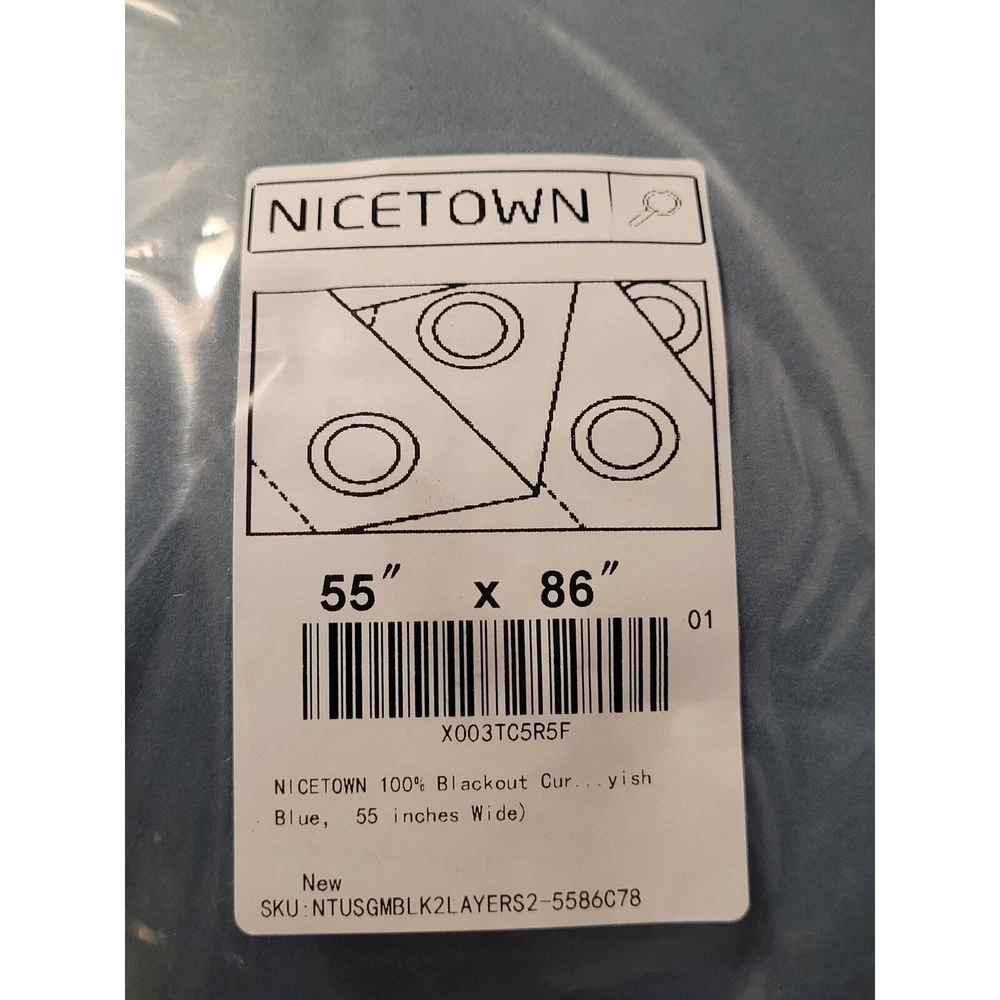 NICETOWN
55" x 86"
01
X003TC5R5F
NICETOWN 100% Blackout Cur...yish
Blue, 55 inches Wide)
New
SKU:NTUSGMBLK2LAYERS2-5586C78